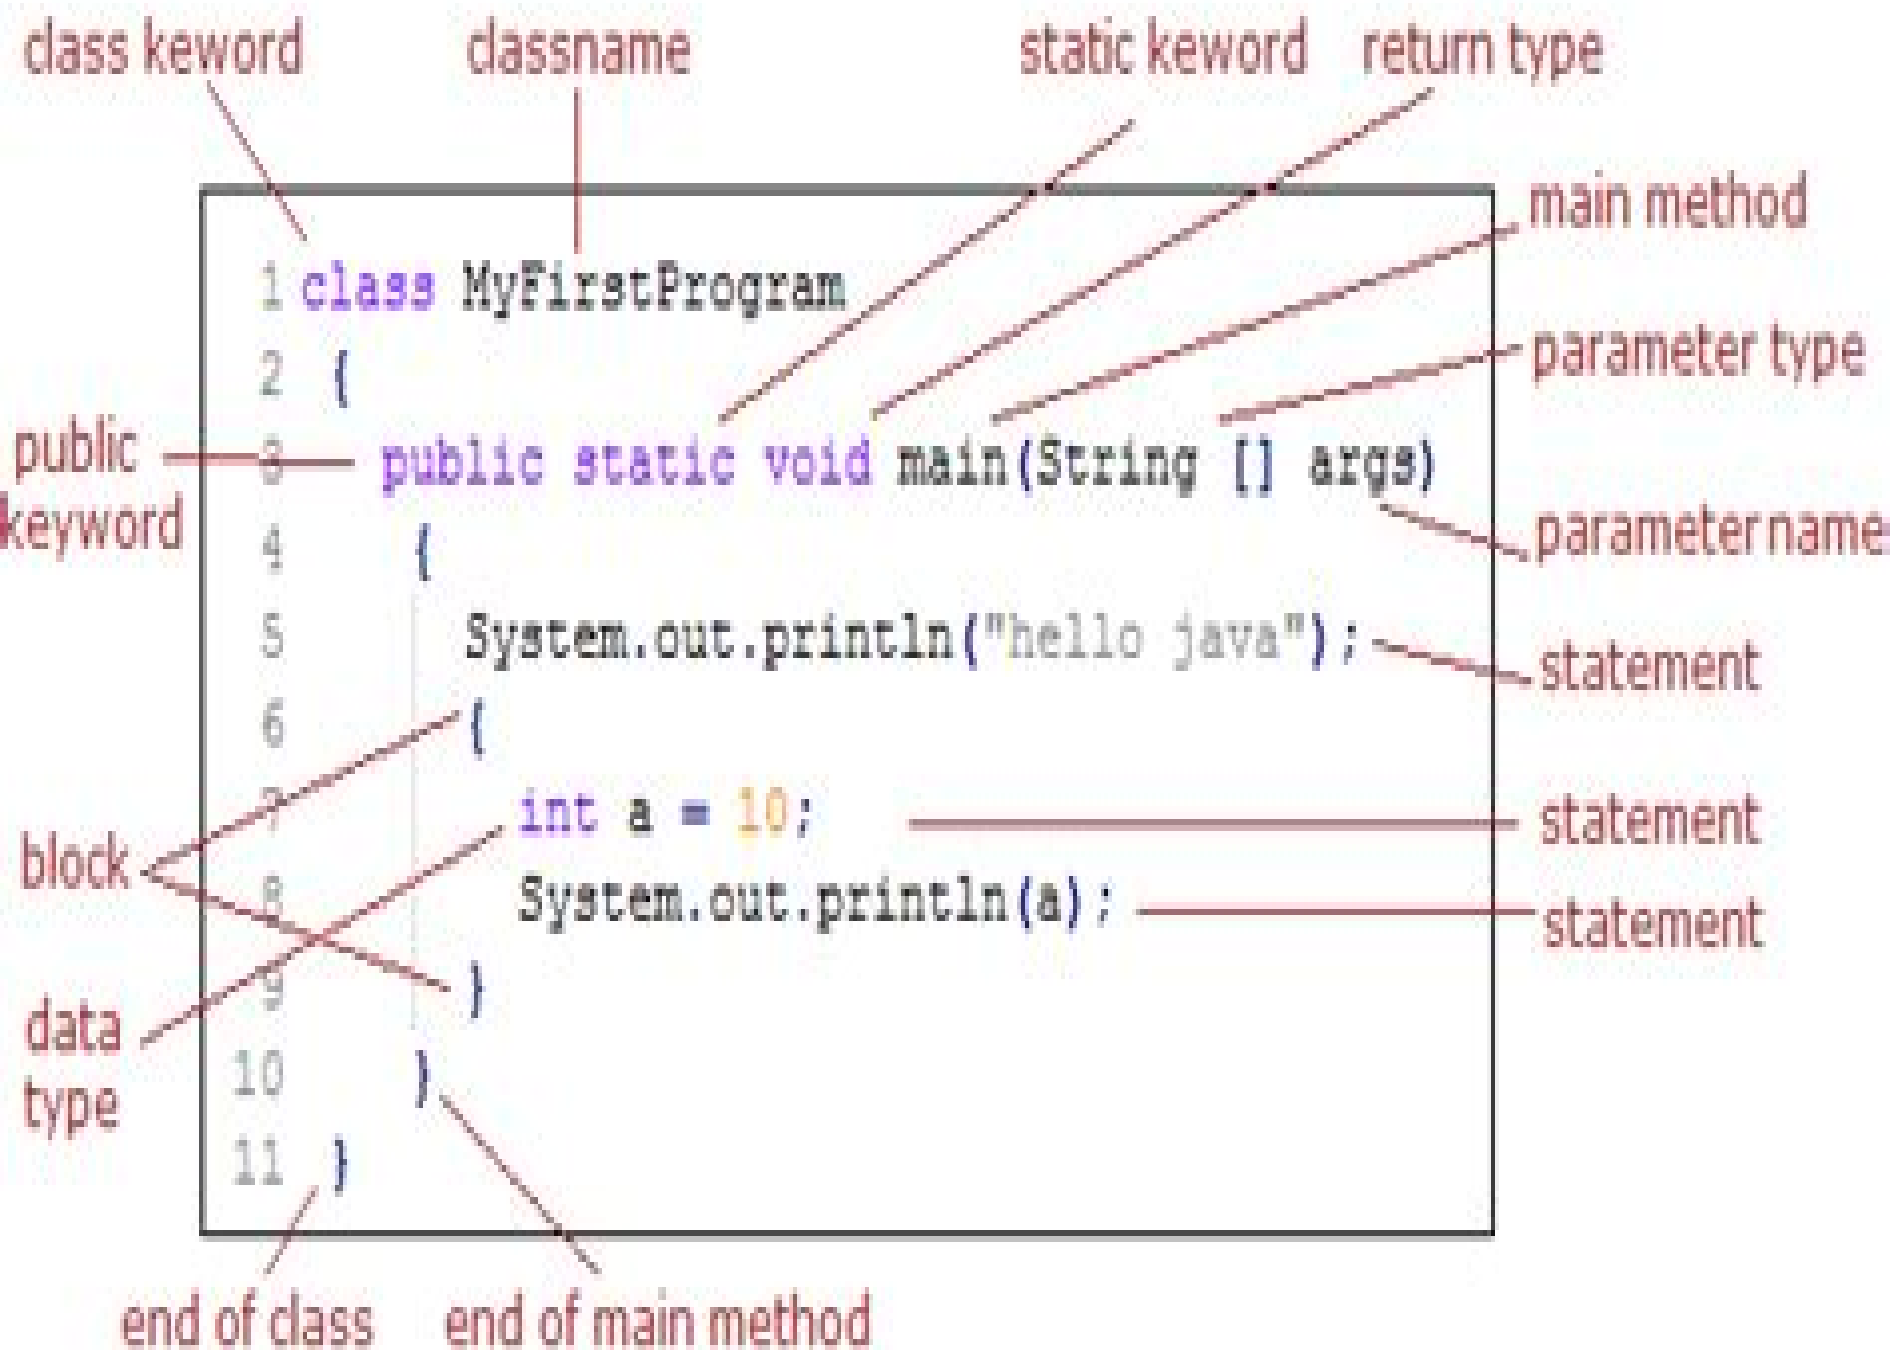 class keword
classname
static keword
return type
main method
parameter type
parameter name
statement
statement
statement
public
keyword
block
data
type
1 class MyFirstProgram
2 {
3 public static void main(String [] args)
4 {
5 System.out.println("hello java");
6 {
7 int a = 10;
8 System.out.println(a);
9 }
10 }
11 }
end of class
end of main method